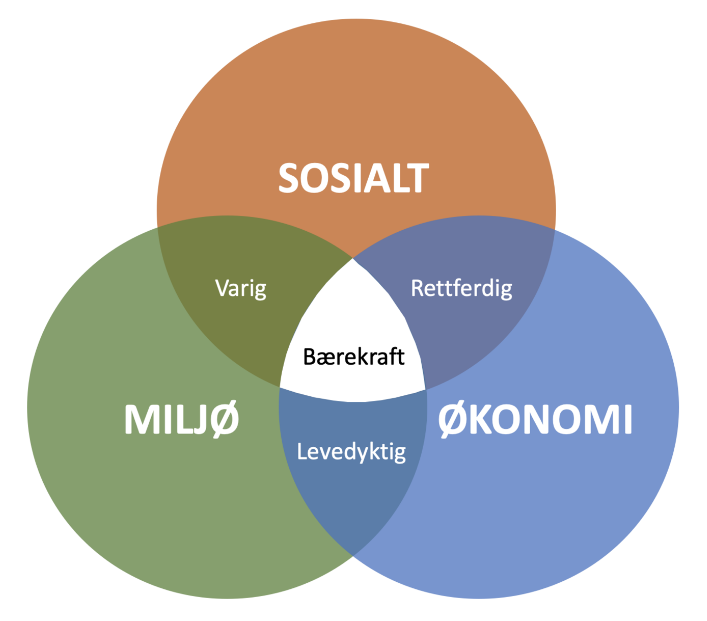 SOSIALT
Varig
Rettferdig
Bærekraft
MILJØ
ØKONOMI
Levedyktig